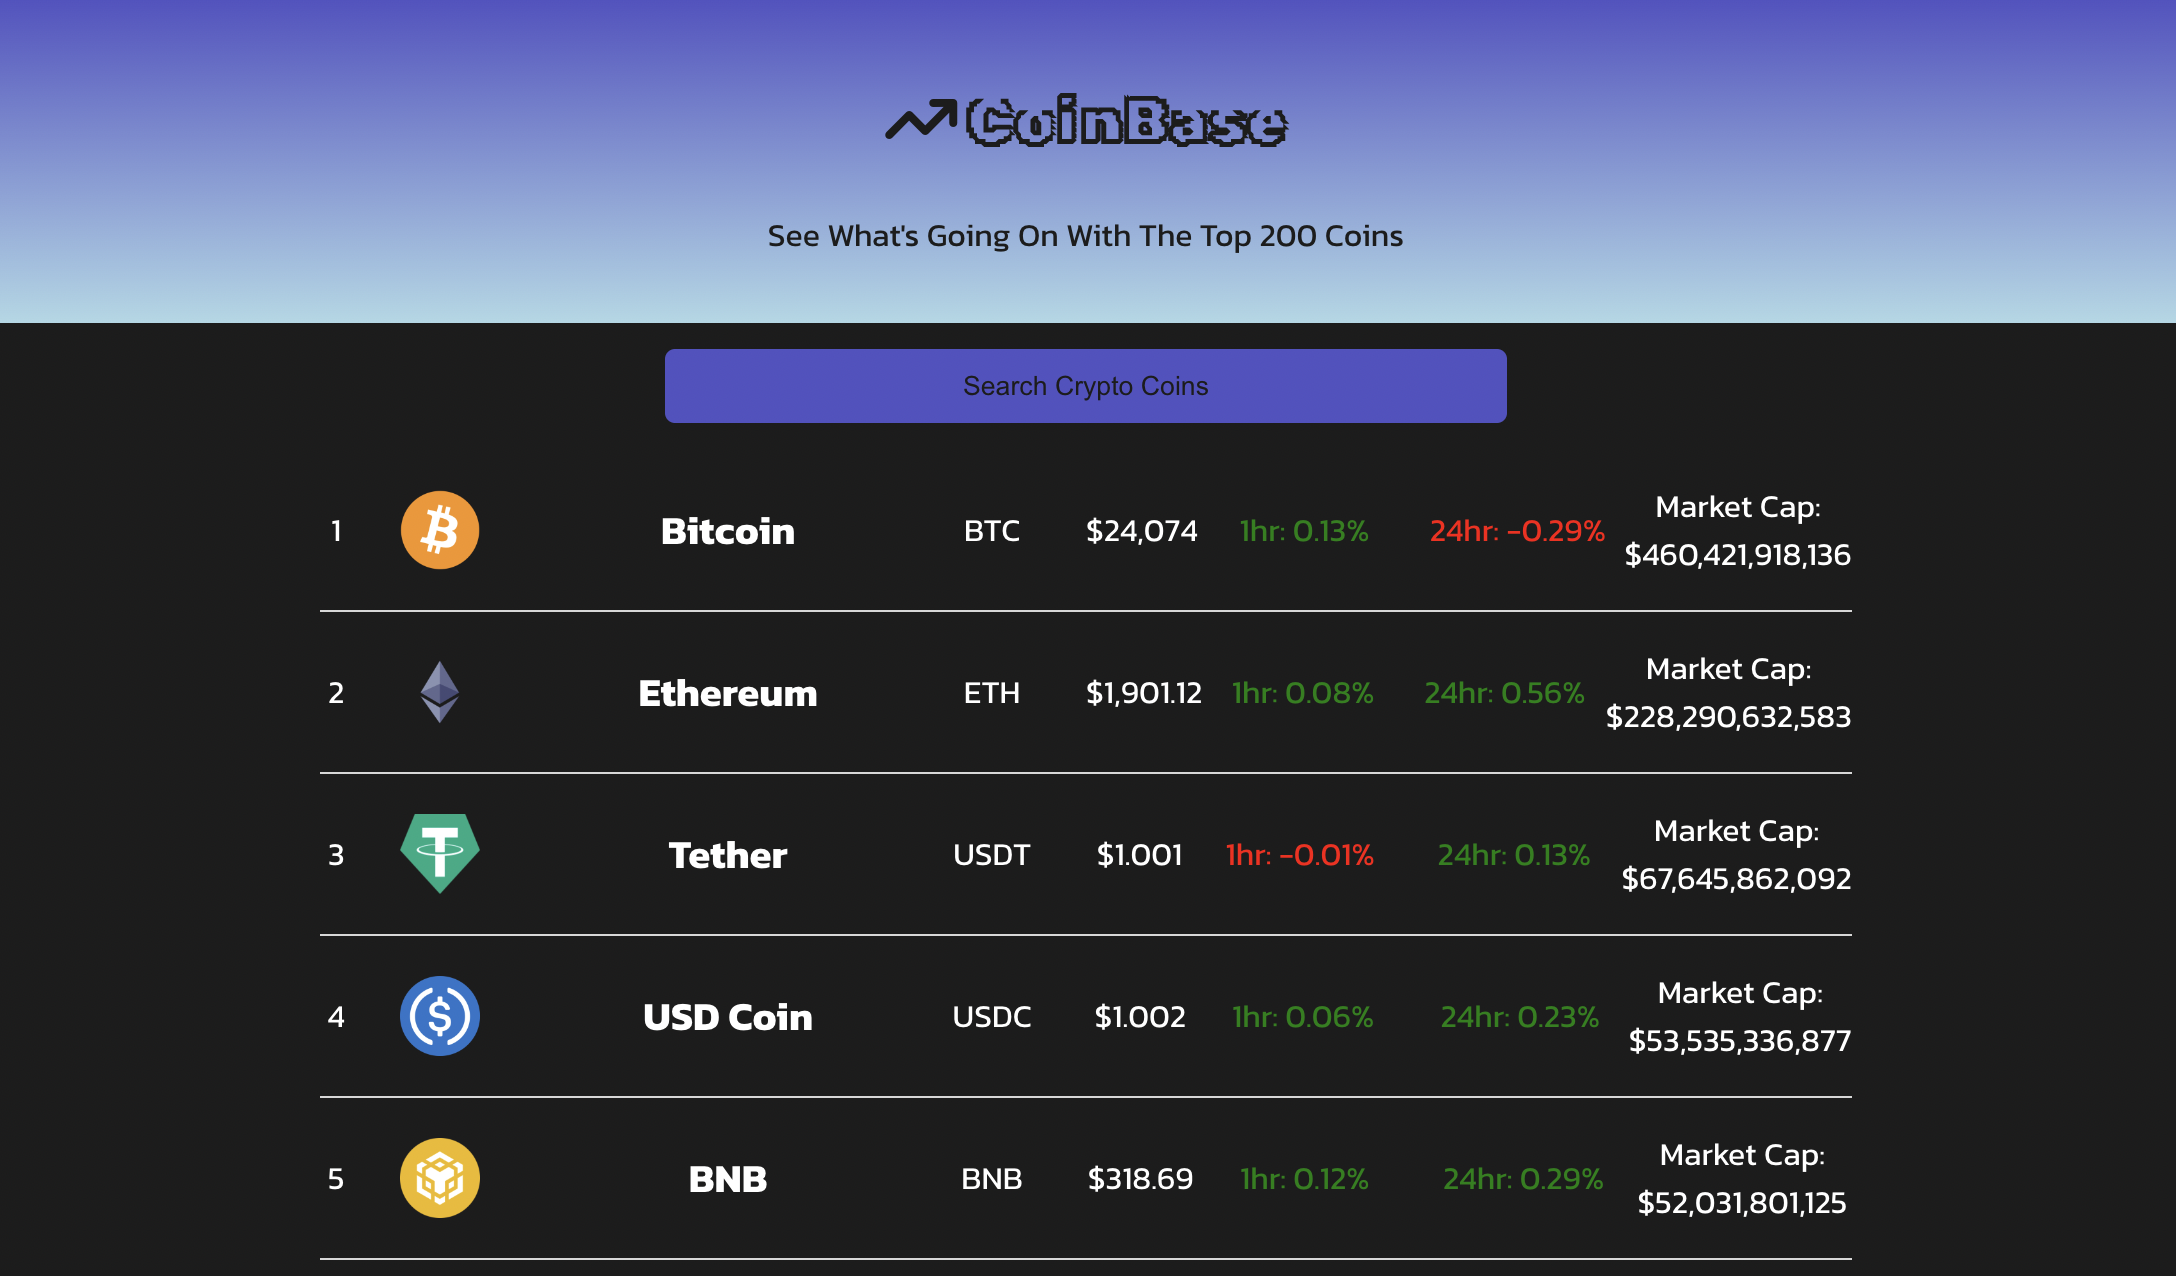 CoinBase
See What's Going On With The Top 200 Coins
Search Crypto Coins
1 Bitcoin BTC $24,074 1hr: 0.13% 24hr: -0.29% Market Cap:
$460,421,918,136
2 Ethereum ETH $1,901.12 1hr: 0.08% 24hr: 0.56% Market Cap:
$228,290,632,583
3 Tether USDT $1.001 1hr: -0.01% 24hr: 0.13% Market Cap:
$67,645,862,092
4 USD Coin USDC $1.002 1hr: 0.06% 24hr: 0.23% Market Cap:
$53,535,336,877
5 BNB BNB $318.69 1hr: 0.12% 24hr: 0.29% Market Cap:
$52,031,801,125